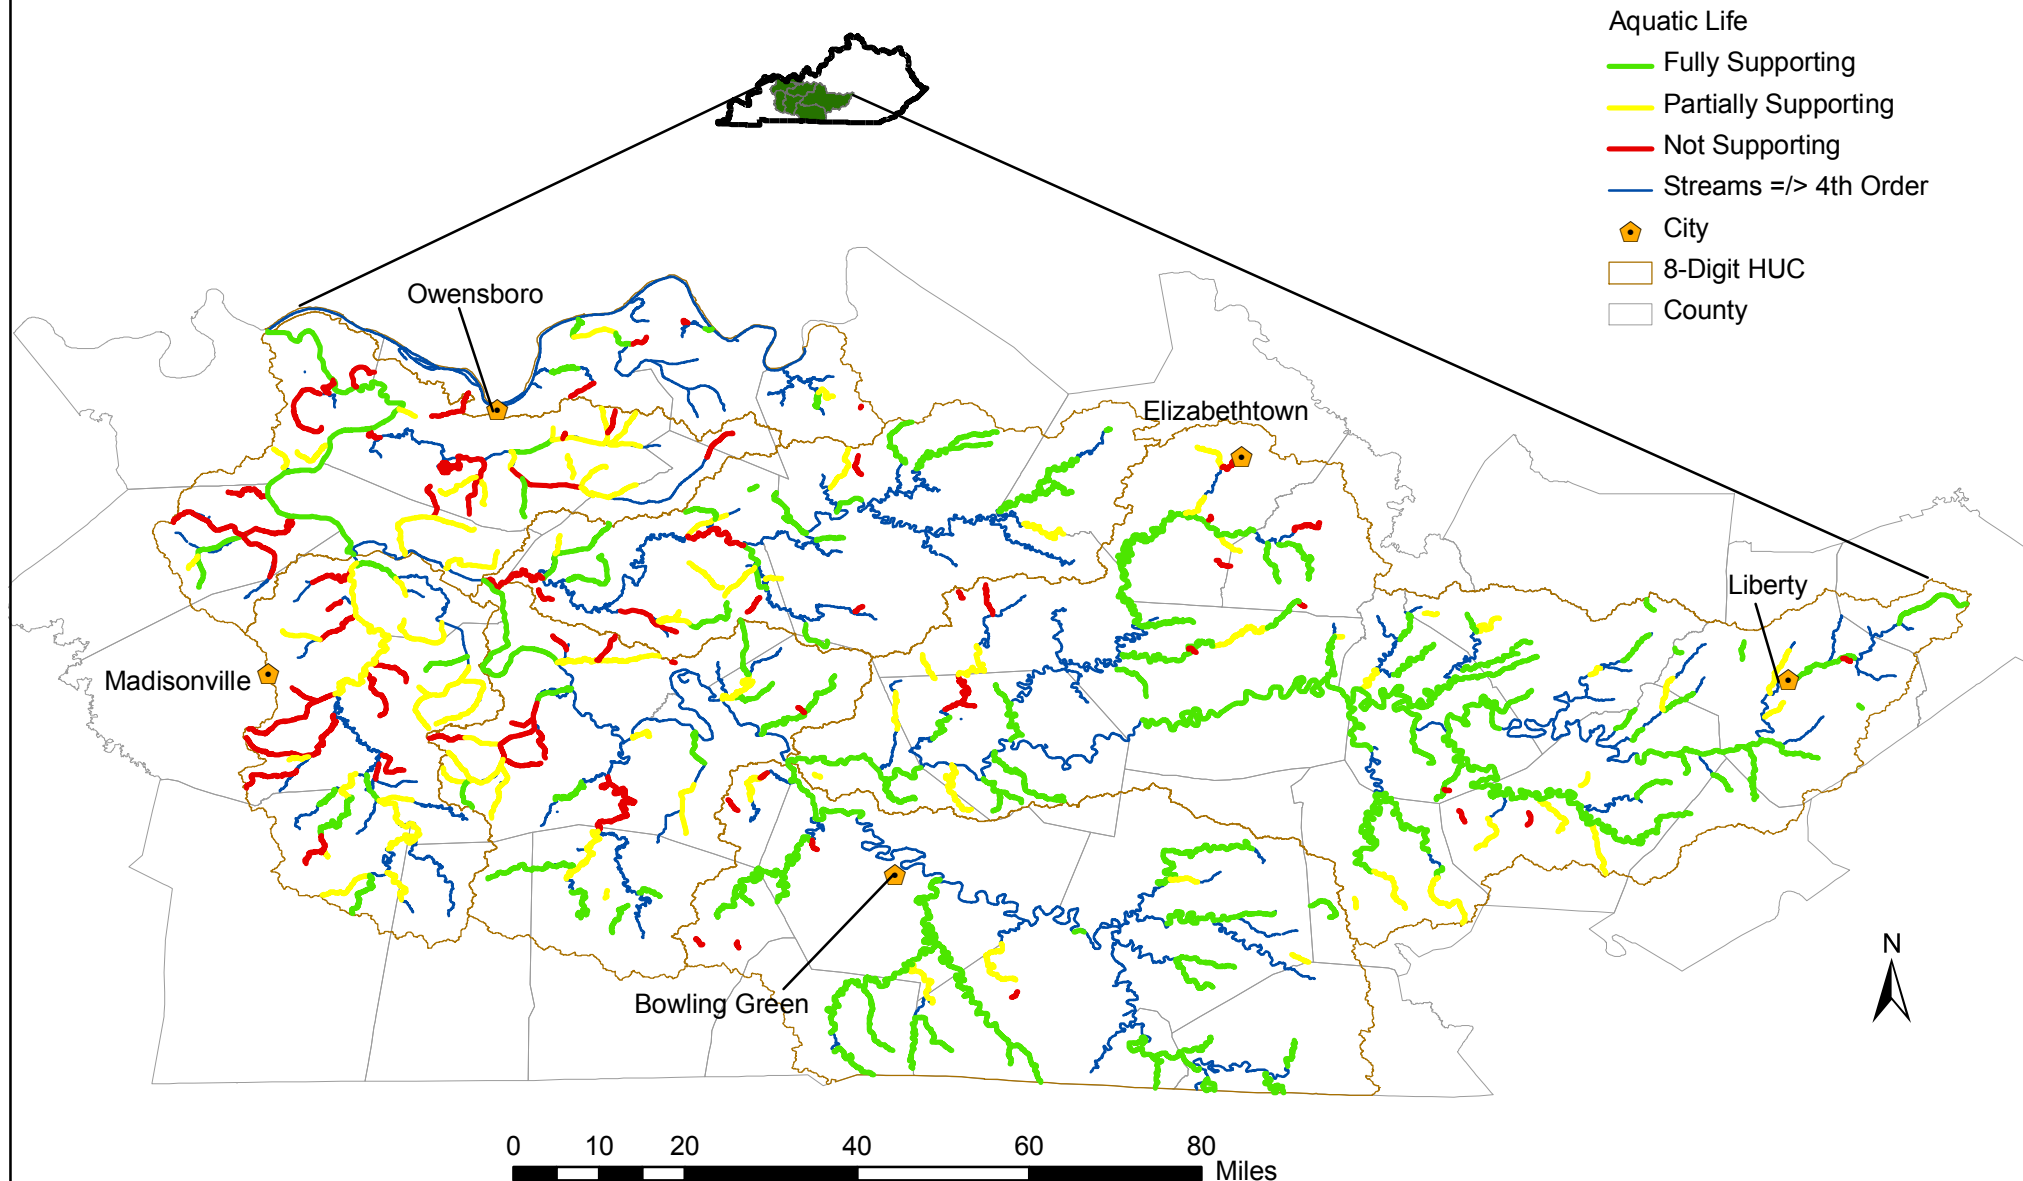 Aquatic Life
Fully Supporting
Partially Supporting
Not Supporting
Streams =/> 4th Order
City
8-Digit HUC
County
Owensboro
Elizabethtown
Liberty
Madisonville
Bowling Green
N
0 10 20 40 60 80
Miles